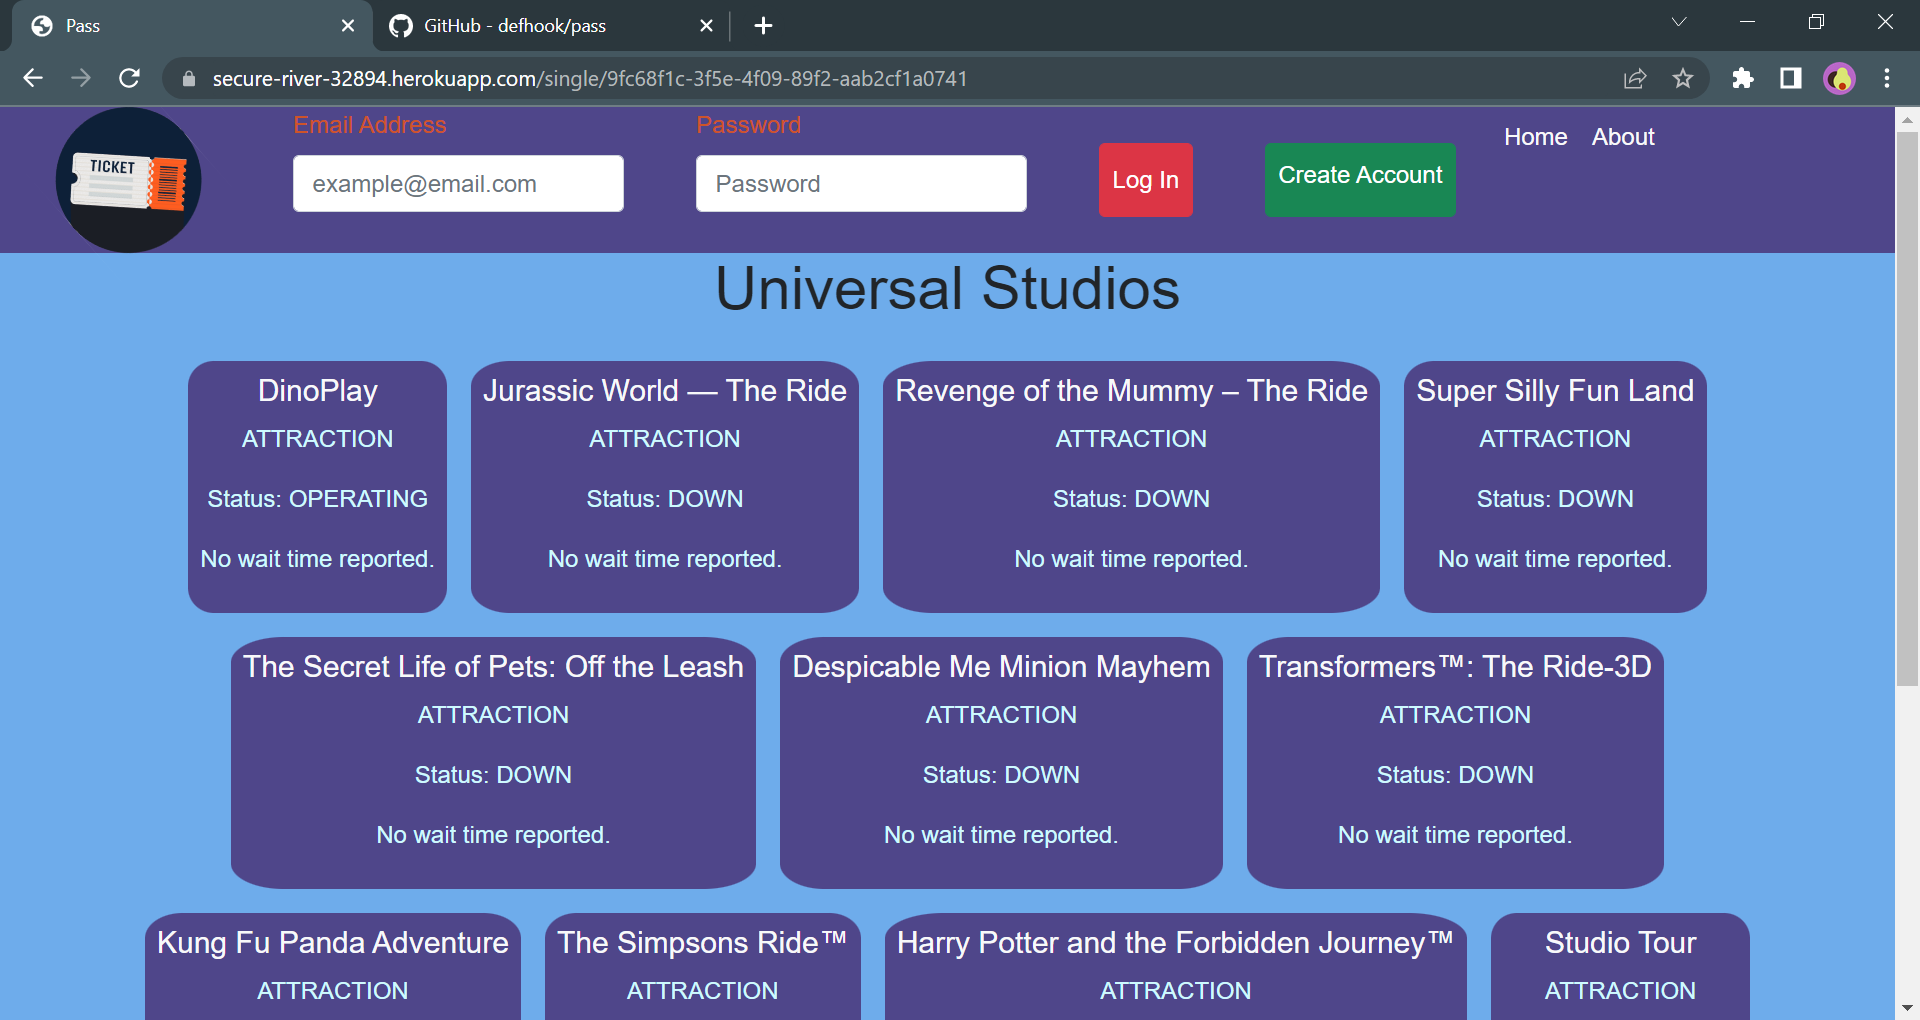 Pass
GitHub - defhook/pass
secure-river-32894.herokuapp.com/single/9fc68f1c-3f5e-4f09-89f2-aab2cf1a0741
TICKET
Email Address
example@email.com
Password
Password
Log In
Create Account
Home About
Universal Studios
DinoPlay
ATTRACTION
Status: OPERATING
No wait time reported.
Jurassic World — The Ride
ATTRACTION
Status: DOWN
No wait time reported.
Revenge of the Mummy – The Ride
ATTRACTION
Status: DOWN
No wait time reported.
Super Silly Fun Land
ATTRACTION
Status: DOWN
No wait time reported.
The Secret Life of Pets: Off the Leash
ATTRACTION
Status: DOWN
No wait time reported.
Despicable Me Minion Mayhem
ATTRACTION
Status: DOWN
No wait time reported.
Transformers™: The Ride-3D
ATTRACTION
Status: DOWN
No wait time reported.
Kung Fu Panda Adventure
ATTRACTION
The Simpsons Ride™
ATTRACTION
Harry Potter and the Forbidden Journey™
ATTRACTION
Studio Tour
ATTRACTION